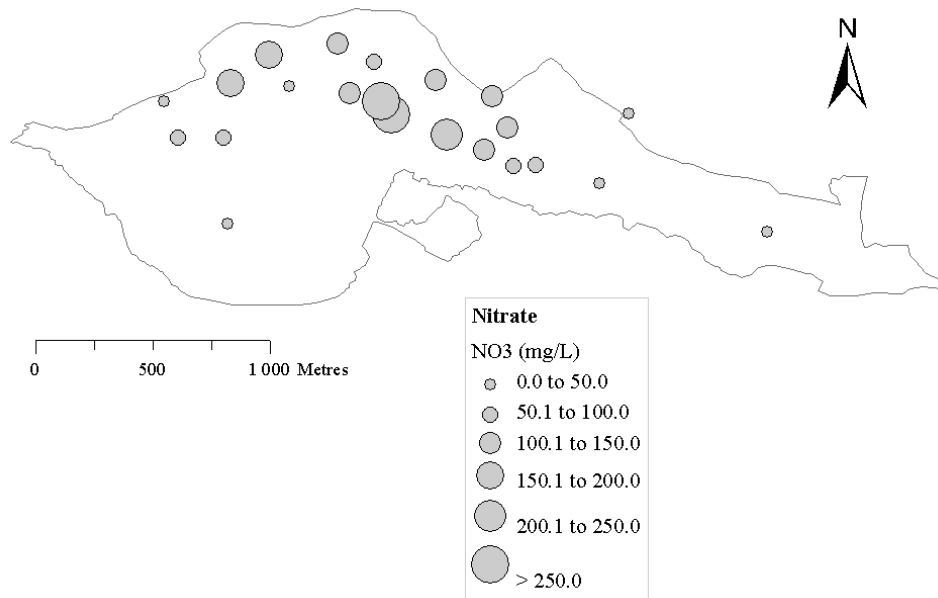 N
0 500 1 000 Metres
Nitrate
NO3 (mg/L)
0.0 to 50.0
50.1 to 100.0
100.1 to 150.0
150.1 to 200.0
200.1 to 250.0
> 250.0